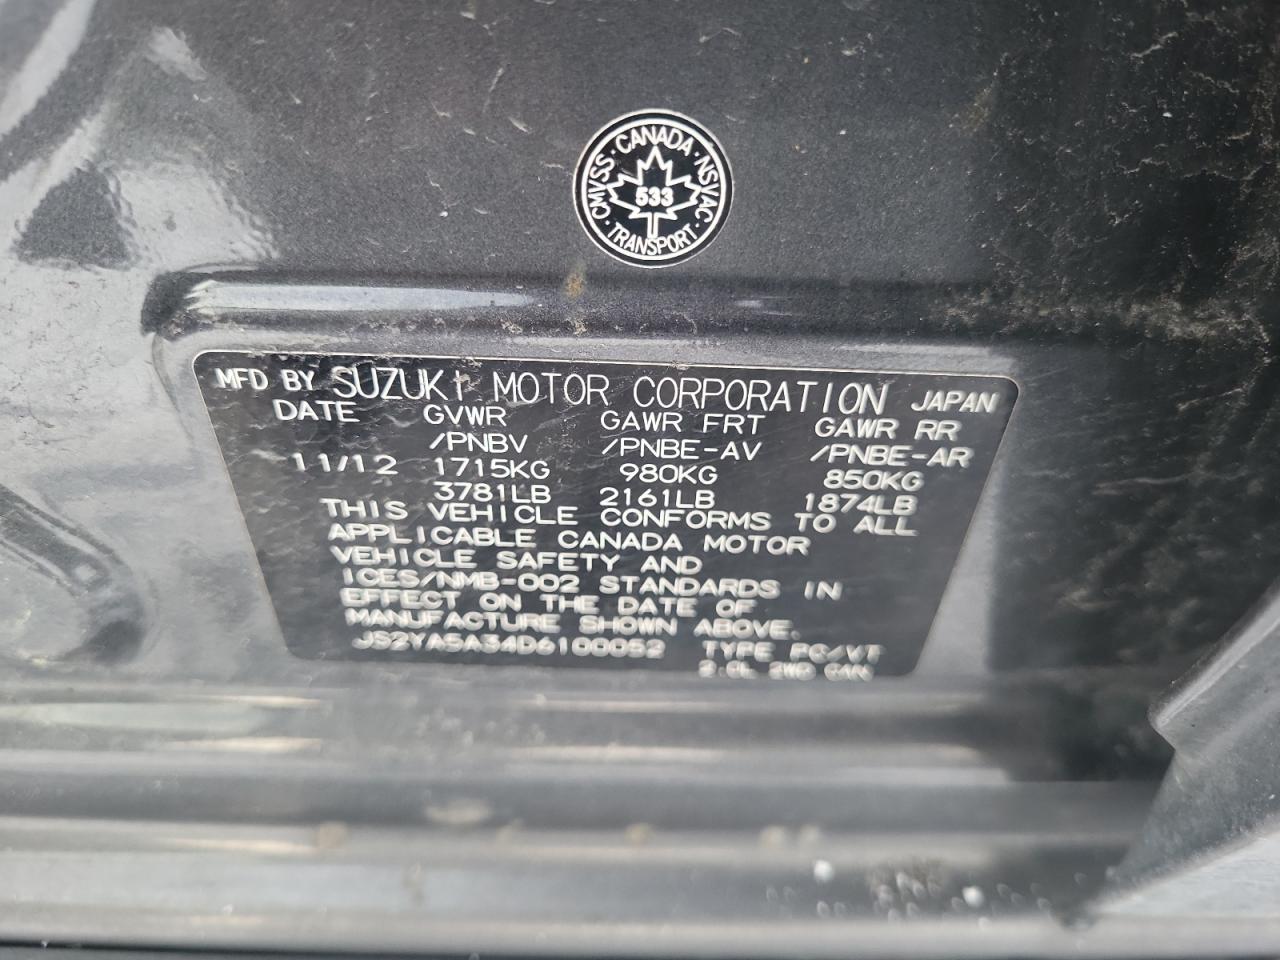 CMVSS · CANADA · NSVAC · TRANSPORT ·
533
MFD BY SUZUKI MOTOR CORPORATION JAPAN
DATE GVWR GAWR FRT GAWR RR
/PNBV /PNBE-AV /PNBE-AR
11/12 1715KG 980KG 850KG
3781LB 2161LB 1874LB
THIS VEHICLE CONFORMS TO ALL
APPLICABLE CANADA MOTOR
VEHICLE SAFETY AND
ICES/NMB-002 STANDARDS IN
EFFECT ON THE DATE OF
MANUFACTURE SHOWN ABOVE.
JS2YA5A34D6100052 TYPE PC/VT
2.0L 2WD CAN